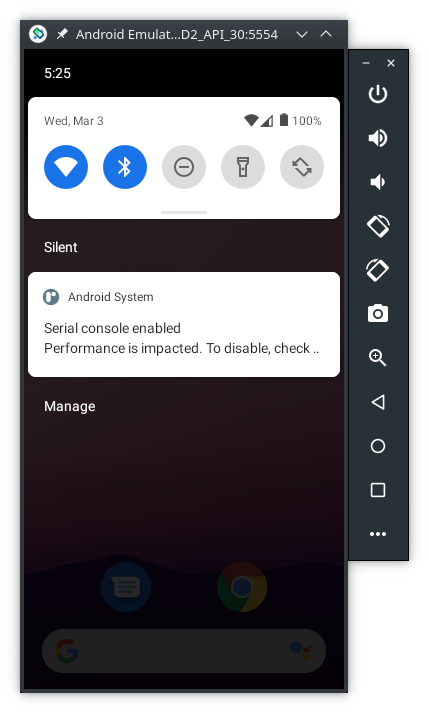 Android Emulat...D2_API_30:5554
5:25
Wed, Mar 3
100%
Silent
Android System
Serial console enabled
Performance is impacted. To disable, check ..
Manage